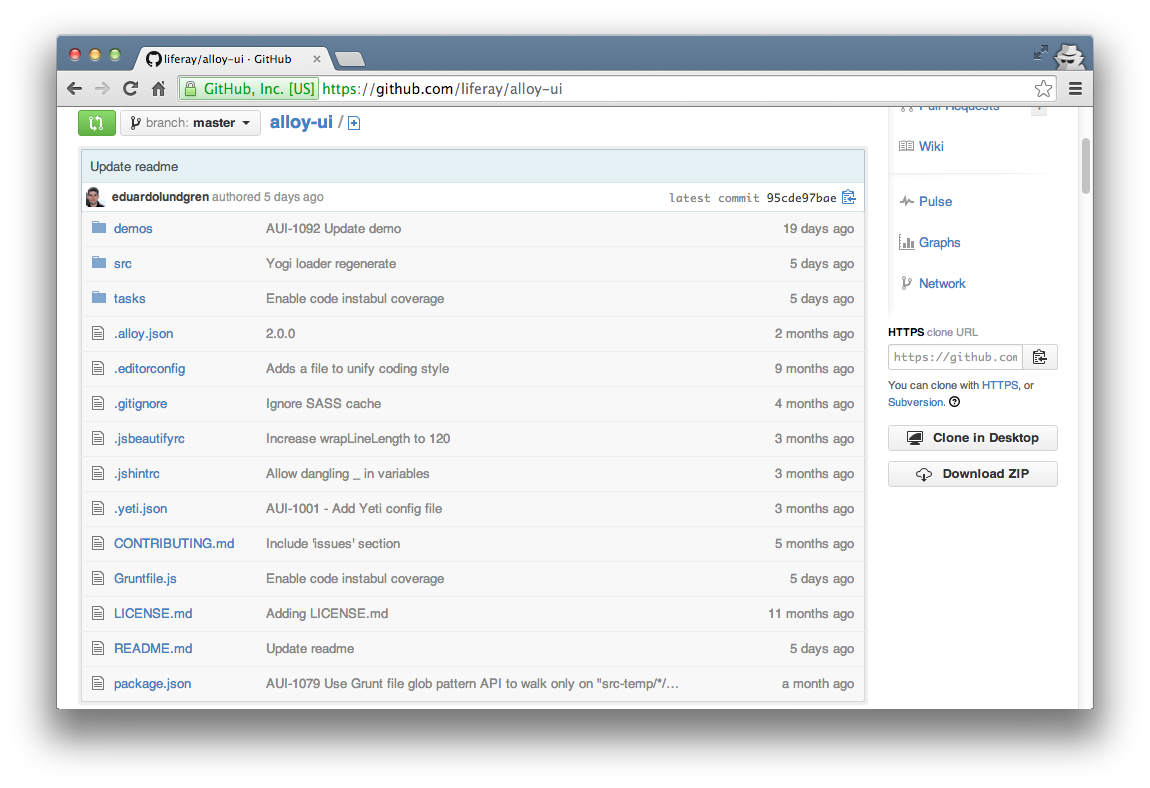 liferay/alloy-ui · GitHub
GitHub, Inc. [US] https://github.com/liferay/alloy-ui
branch: master alloy-ui /
Pull Requests
Update readme
Wiki
eduardolundgren authored 5 days ago latest commit 95cde97bae
Pulse
demos AUI-1092 Update demo 19 days ago
Graphs
src Yogi loader regenerate 5 days ago
Network
tasks Enable code instabul coverage 5 days ago
.alloy.json 2.0.0 2 months ago
HTTPS clone URL
https://github.com
.editorconfig Adds a file to unify coding style 9 months ago
You can clone with HTTPS, or
Subversion.
.gitignore Ignore SASS cache 4 months ago
.jsbeautifyrc Increase wrapLineLength to 120 3 months ago
Clone in Desktop
.jshintrc Allow dangling _ in variables 3 months ago
Download ZIP
.yeti.json AUI-1001 - Add Yeti config file 3 months ago
CONTRIBUTING.md Include 'issues' section 5 months ago
Gruntfile.js Enable code instabul coverage 5 days ago
LICENSE.md Adding LICENSE.md 11 months ago
README.md Update readme 5 days ago
package.json AUI-1079 Use Grunt file glob pattern API to walk only on "src-temp/*/... a month ago